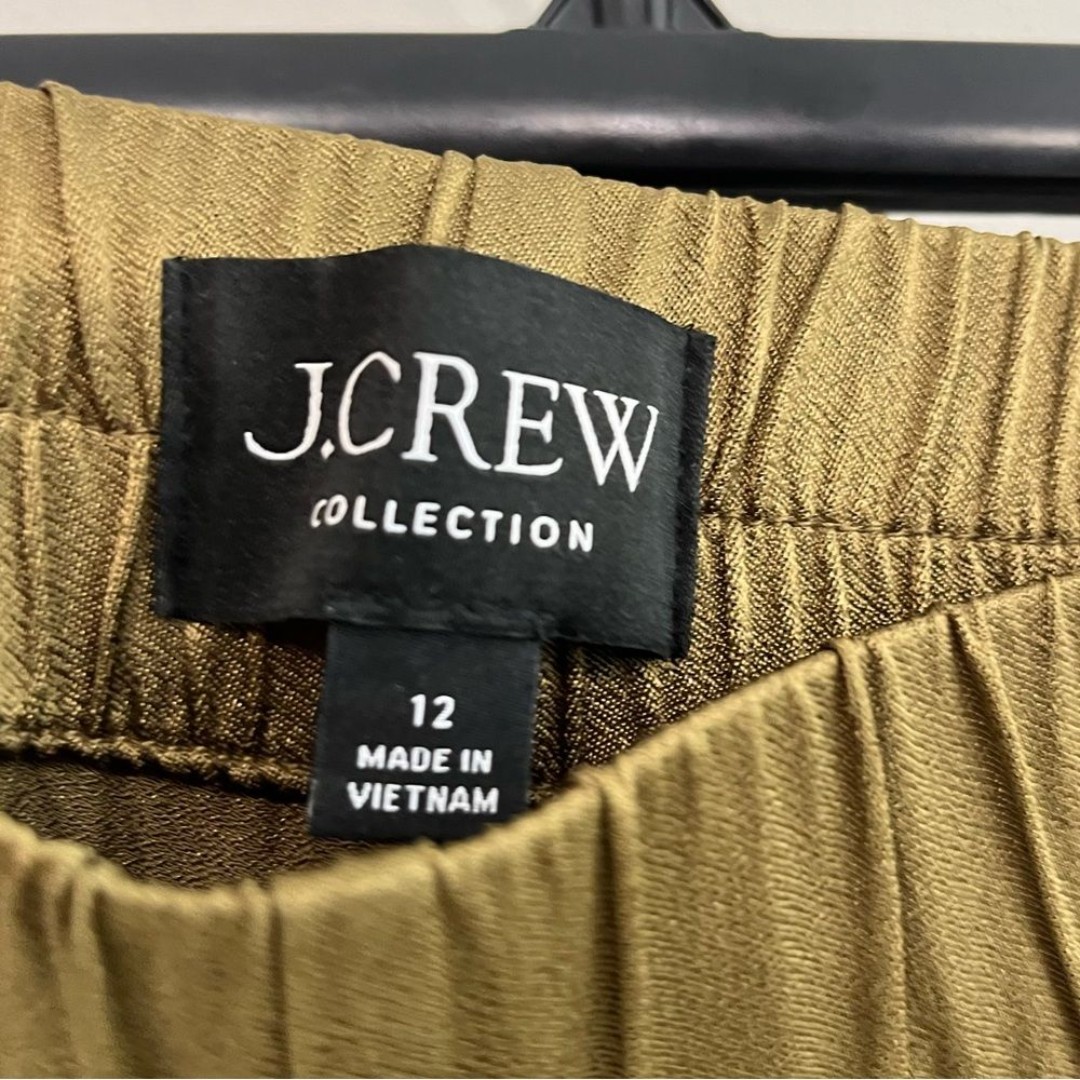 J.CREW
COLLECTION
12
MADE IN
VIETNAM